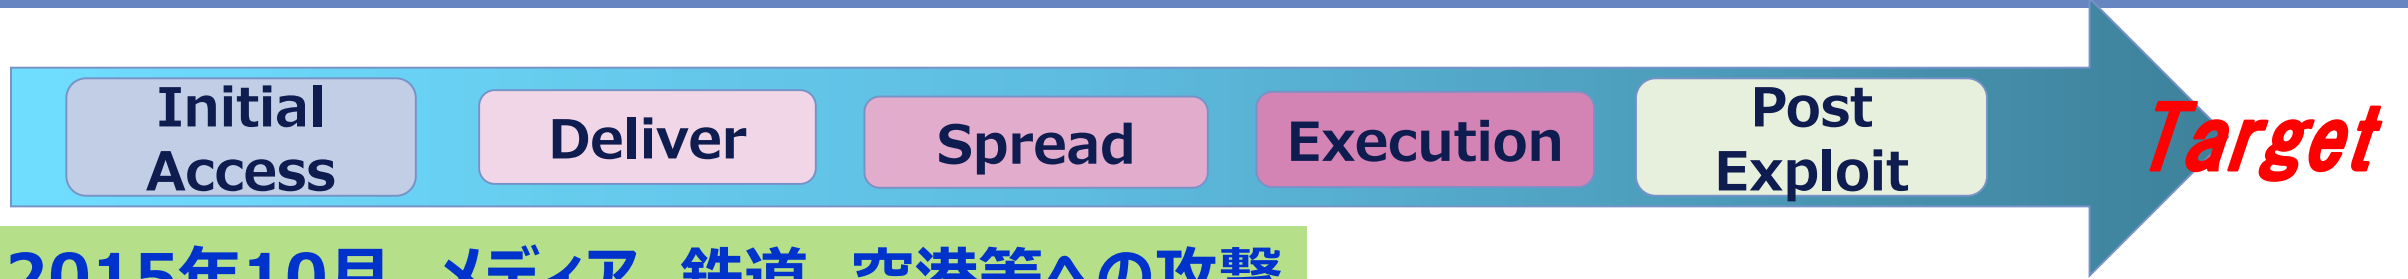 Initial
Access
Deliver
Spread
Execution
Post
Exploit
Target
2015年10月 メディア、鉄道、空港等への攻撃